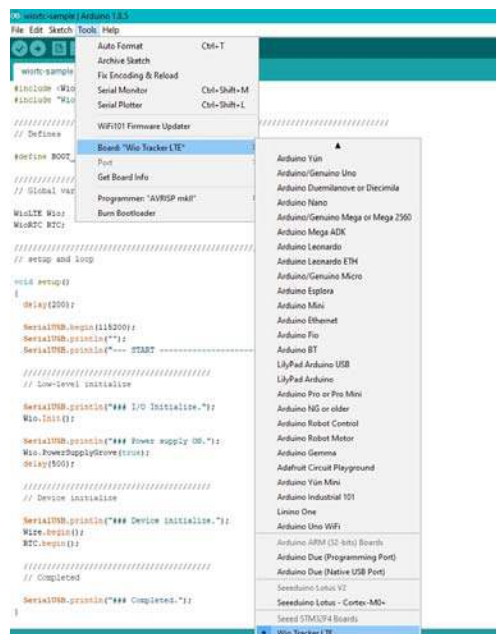 wiortc-sample | Arduino 1.8.5
File Edit Sketch Tools Help
Auto Format Ctrl+T
Archive Sketch
Fix Encoding & Reload
Serial Monitor Ctrl+Shift+M
Serial Plotter Ctrl+Shift+L
WiFi101 Firmware Updater
Board: "Wio Tracker LTE"
Port
Get Board Info
Programmer: "AVRISP mkII"
Burn Bootloader
wiortc-sample
#include <Wio
#include "Wio
// Defines
#define BOOT_
// Global var
WioLTE Wio;
WioRTC RTC;
// setup and loop
void setup()
{
delay(200);
SerialUSB.begin(115200);
SerialUSB.println("");
SerialUSB.println("--- START ---------------------
////////////////////////////////////////
// Low-level initialize
SerialUSB.println("### I/O Initialize.");
Wio.Init();
SerialUSB.println("### Power supply ON.");
Wio.PowerSupplyGrove(true);
delay(500);
////////////////////////////////////////
// Device initialize
SerialUSB.println("### Device initialize.");
Wire.begin();
RTC.begin();
////////////////////////////////////////
// Completed
SerialUSB.println("### Completed.");
}
Arduino Yún
Arduino/Genuino Uno
Arduino Duemilanove or Diecimila
Arduino Nano
Arduino/Genuino Mega or Mega 2560
Arduino Mega ADK
Arduino Leonardo
Arduino Leonardo ETH
Arduino/Genuino Micro
Arduino Esplora
Arduino Mini
Arduino Ethernet
Arduino Fio
Arduino BT
LilyPad Arduino USB
LilyPad Arduino
Arduino Pro or Pro Mini
Arduino NG or older
Arduino Robot Control
Arduino Robot Motor
Arduino Gemma
Adafruit Circuit Playground
Arduino Yún Mini
Arduino Industrial 101
Linino One
Arduino Uno WiFi
Arduino ARM (32-bits) Boards
Arduino Due (Programming Port)
Arduino Due (Native USB Port)
Seeeduino Lotus V2
Seeeduino Lotus - Cortex-M0+
Seeed STM32F4 Boards
Wio Tracker LTE